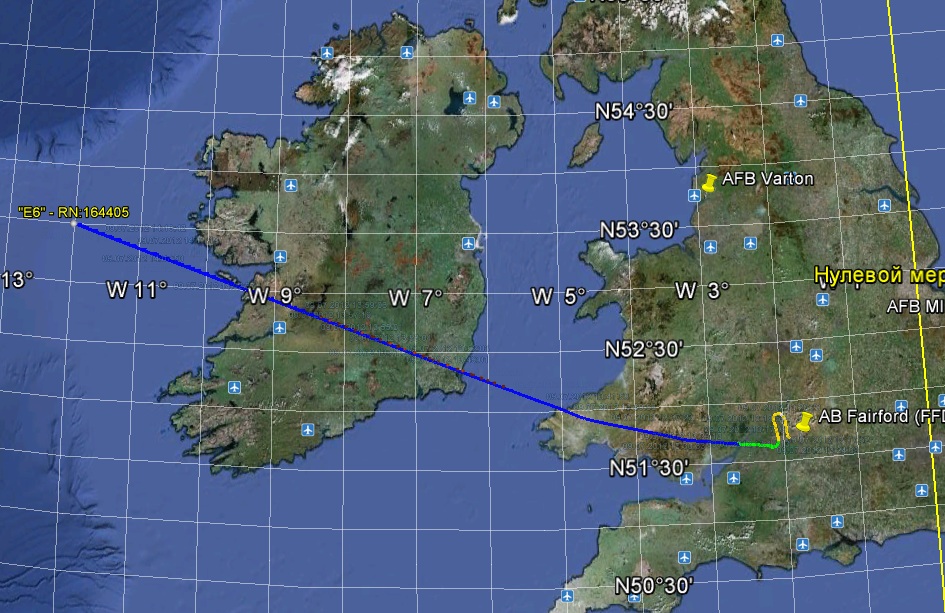 N54°30'
AFB Varton
"E6" - RN:164405
N53°30'
13°
W 11°
W 9°
W 7°
W 5°
W 3°
Нулевой мер
AFB MI
N52°30'
AB Fairford (FFD
N51°30'
N50°30'